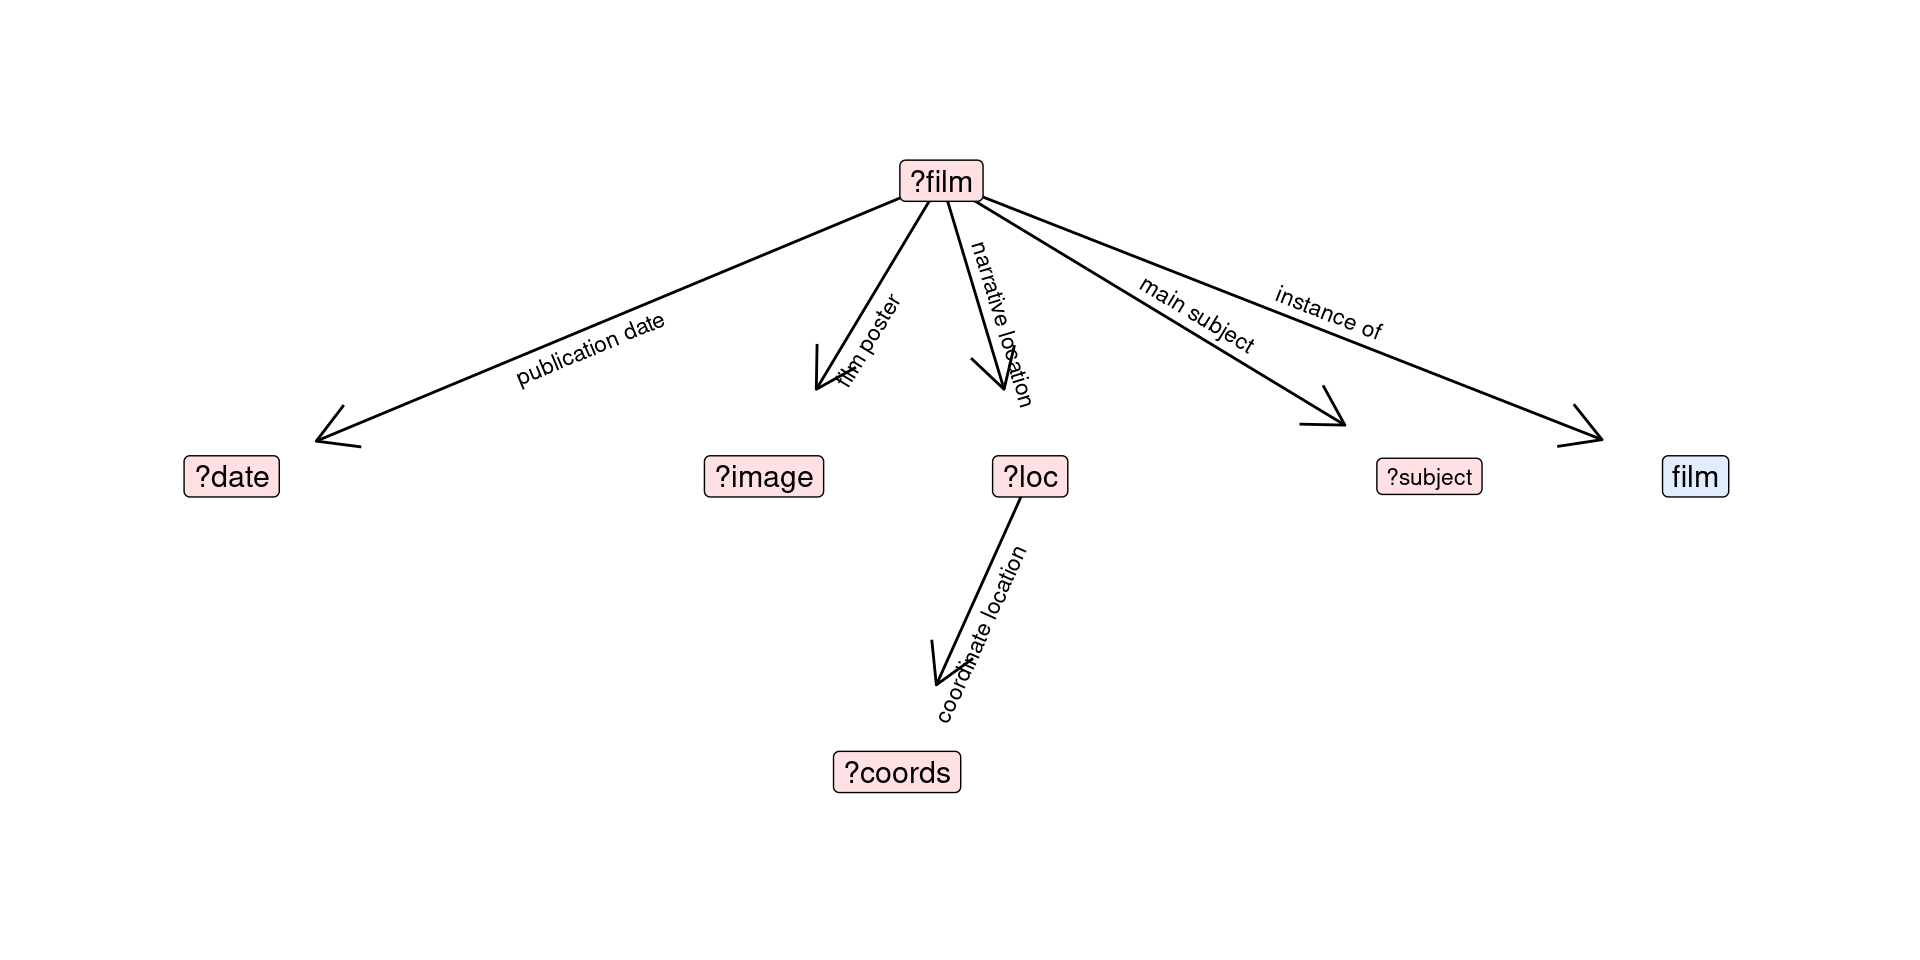 ?film
publication date
film poster
narrative location
main subject
instance of
?date
?image
?loc
?subject
film
coordinate location
?coords